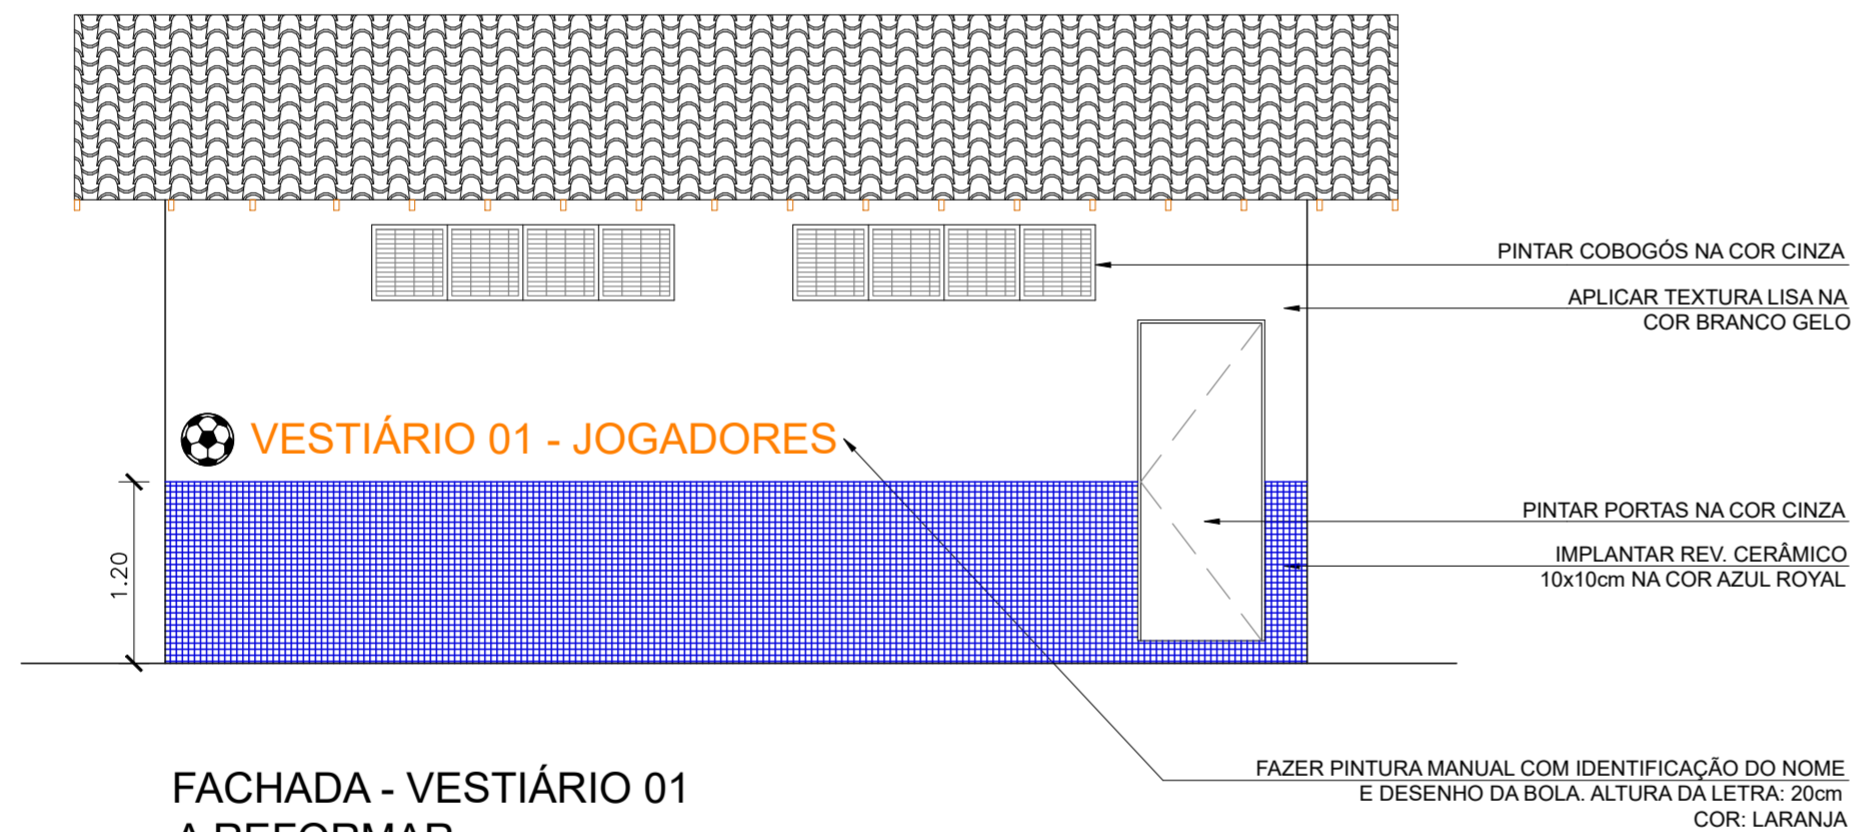 PINTAR COBOGÓS NA COR CINZA
APLICAR TEXTURA LISA NA
COR BRANCO GELO
VESTIÁRIO 01 - JOGADORES
PINTAR PORTAS NA COR CINZA
IMPLANTAR REV. CERÂMICO
10x10cm NA COR AZUL ROYAL
1.20
FAZER PINTURA MANUAL COM IDENTIFICAÇÃO DO NOME
E DESENHO DA BOLA. ALTURA DA LETRA: 20cm
COR: LARANJA
FACHADA - VESTIÁRIO 01
A REFORMAR